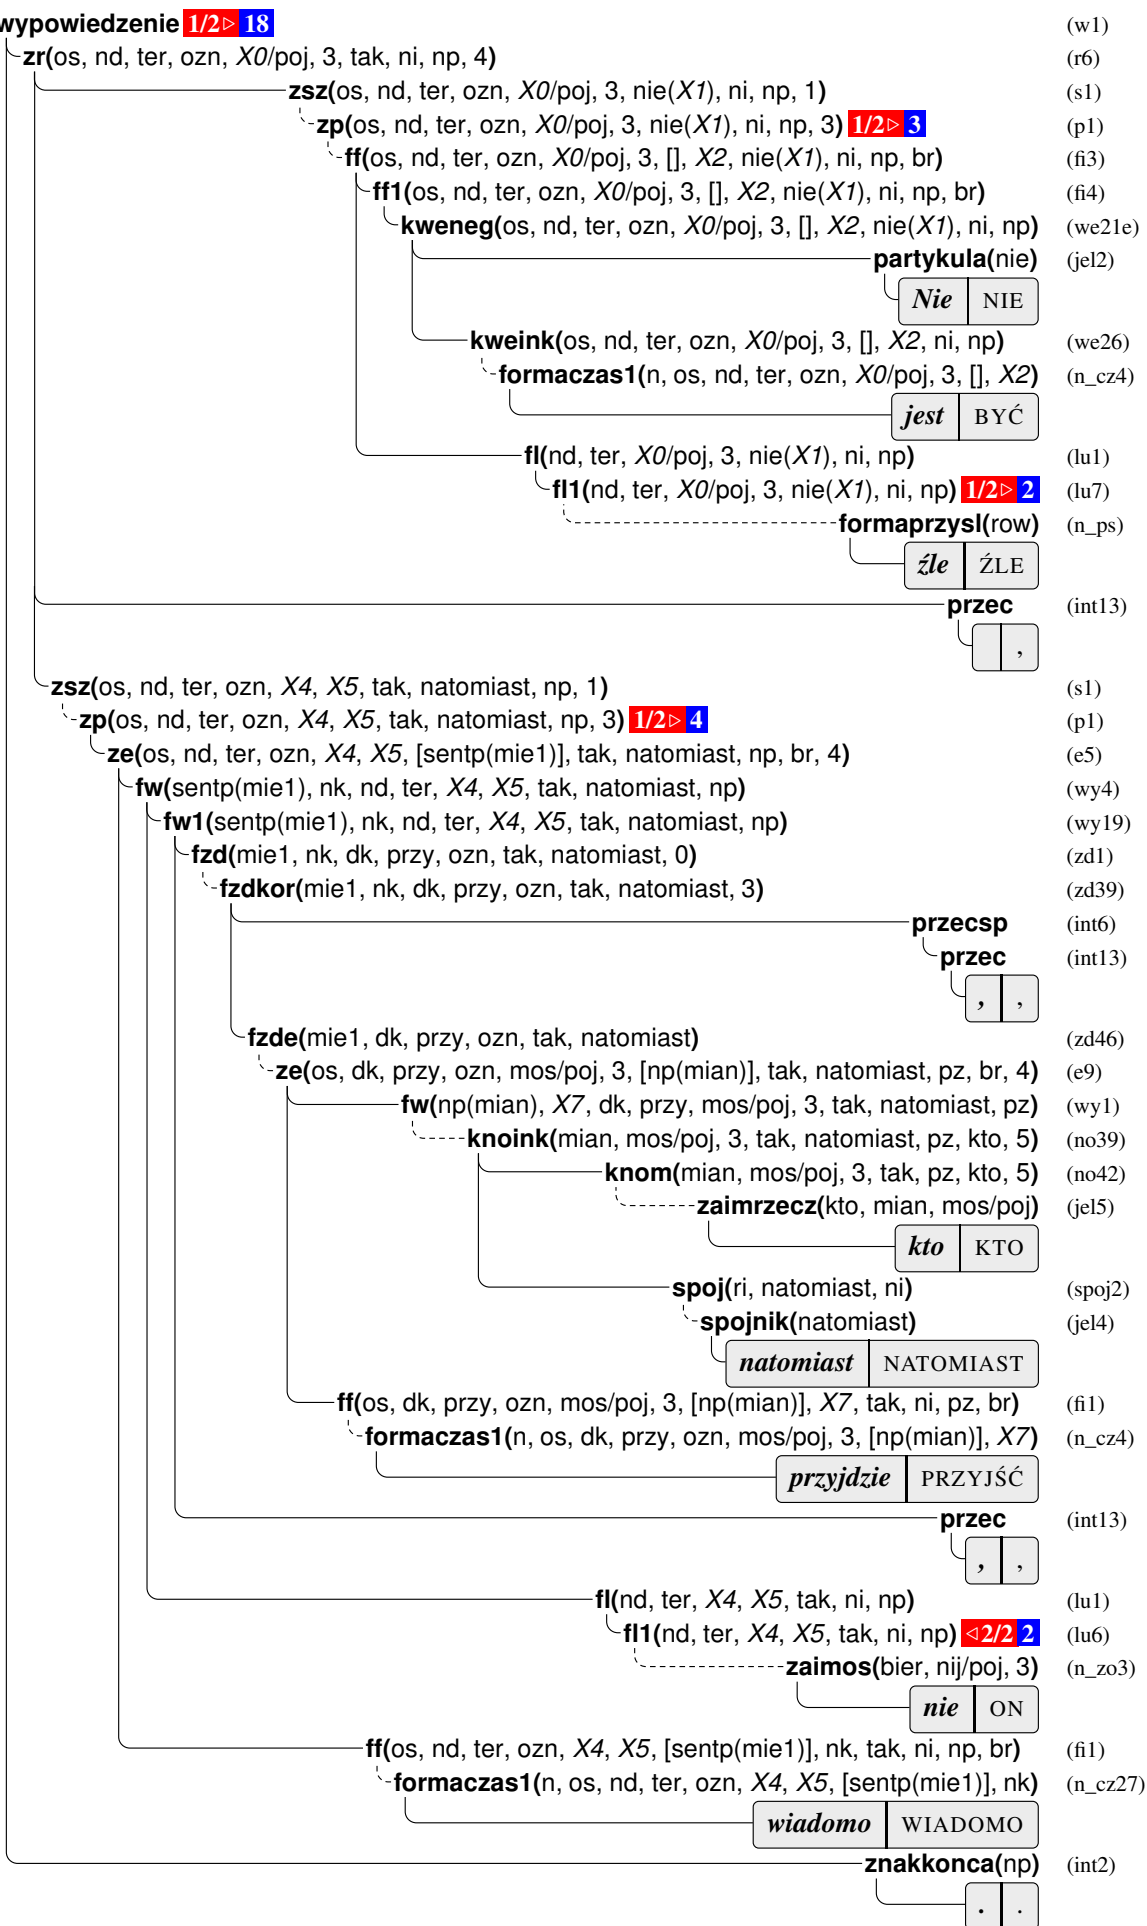 wypowiedzenie 1/2▷ 18 (w1)
zr(os, nd, ter, ozn, X0/poj, 3, tak, ni, np, 4) (r6)
zsz(os, nd, ter, ozn, X0/poj, 3, nie(X1), ni, np, 1) (s1)
zp(os, nd, ter, ozn, X0/poj, 3, nie(X1), ni, np, 3) 1/2▷ 3 (p1)
ff(os, nd, ter, ozn, X0/poj, 3, [], X2, nie(X1), ni, np, br) (fi3)
ff1(os, nd, ter, ozn, X0/poj, 3, [], X2, nie(X1), ni, np, br) (fi4)
kweneg(os, nd, ter, ozn, X0/poj, 3, [], X2, nie(X1), ni, np) (we21e)
partykula(nie) (jel2)
Nie NIE
kweink(os, nd, ter, ozn, X0/poj, 3, [], X2, ni, np) (we26)
formaczas1(n, os, nd, ter, ozn, X0/poj, 3, [], X2) (n_cz4)
jest BYĆ
fl(nd, ter, X0/poj, 3, nie(X1), ni, np) (lu1)
fl1(nd, ter, X0/poj, 3, nie(X1), ni, np) 1/2▷ 2 (lu7)
formaprzysl(row) (n_ps)
źle ŹLE
przec (int13)
,
zsz(os, nd, ter, ozn, X4, X5, tak, natomiast, np, 1) (s1)
zp(os, nd, ter, ozn, X4, X5, tak, natomiast, np, 3) 1/2▷ 4 (p1)
ze(os, nd, ter, ozn, X4, X5, [sentp(mie1)], tak, natomiast, np, br, 4) (e5)
fw(sentp(mie1), nk, nd, ter, X4, X5, tak, natomiast, np) (wy4)
fw1(sentp(mie1), nk, nd, ter, X4, X5, tak, natomiast, np) (wy19)
fzd(mie1, nk, dk, przy, ozn, tak, natomiast, 0) (zd1)
fzdkor(mie1, nk, dk, przy, ozn, tak, natomiast, 3) (zd39)
przecsp (int6)
przec (int13)
, ,
fzde(mie1, dk, przy, ozn, tak, natomiast) (zd46)
ze(os, dk, przy, ozn, mos/poj, 3, [np(mian)], tak, natomiast, pz, br, 4) (e9)
fw(np(mian), X7, dk, przy, mos/poj, 3, tak, natomiast, pz) (wy1)
knoink(mian, mos/poj, 3, tak, natomiast, pz, kto, 5) (no39)
knom(mian, mos/poj, 3, tak, pz, kto, 5) (no42)
zaimrzecz(kto, mian, mos/poj) (jel5)
kto KTO
spoj(ri, natomiast, ni) (spoj2)
spojnik(natomiast) (jel4)
natomiast NATOMIAST
ff(os, dk, przy, ozn, mos/poj, 3, [np(mian)], X7, tak, ni, pz, br) (fi1)
formaczas1(n, os, dk, przy, ozn, mos/poj, 3, [np(mian)], X7) (n_cz4)
przyjdzie PRZYJŚĆ
przec (int13)
, ,
fl(nd, ter, X4, X5, tak, ni, np) (lu1)
fl1(nd, ter, X4, X5, tak, ni, np) ◁2/2 2 (lu6)
zaimos(bier, nij/poj, 3) (n_zo3)
nie ON
ff(os, nd, ter, ozn, X4, X5, [sentp(mie1)], nk, tak, ni, np, br) (fi1)
formaczas1(n, os, nd, ter, ozn, X4, X5, [sentp(mie1)], nk) (n_cz27)
wiadomo WIADOMO
znakkonca(np) (int2)
. .